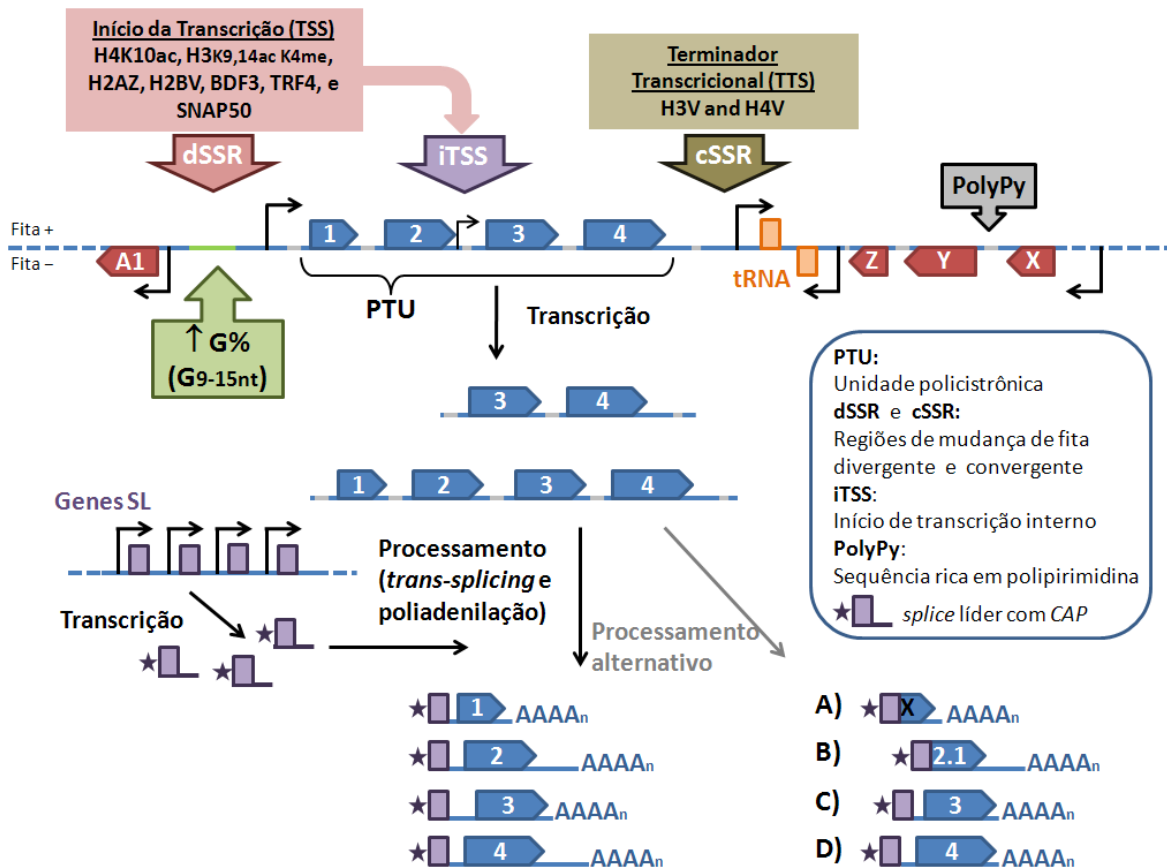 Início da Transcrição (TSS)
H4K10ac, H3K9,14ac K4me,
H2AZ, H2BV, BDF3, TRF4, e
SNAP50
Terminador
Transcricional (TTS)
H3V and H4V
dSSR
iTSS
cSSR
PolyPy
Fita +
Fita –
1
2
3
4
A1
tRNA
Z
Y
X
PTU
Transcrição
↑ G%
(G9-15nt)
3
4
1
2
3
4
PTU:
Unidade policistrônica
dSSR e cSSR:
Regiões de mudança de fita
divergente e convergente
iTSS:
Início de transcrição interno
PolyPy:
Sequência rica em polipirimidina
splice líder com CAP
Genes SL
Transcrição
Processamento
(trans-splicing e
poliadenilação)
Processamento
alternativo
1 AAAAn
2 AAAAn
3 AAAAn
4 AAAAn
A) X AAAAn
B) 2.1 AAAAn
C) 3 AAAAn
D) 4 AAAAn